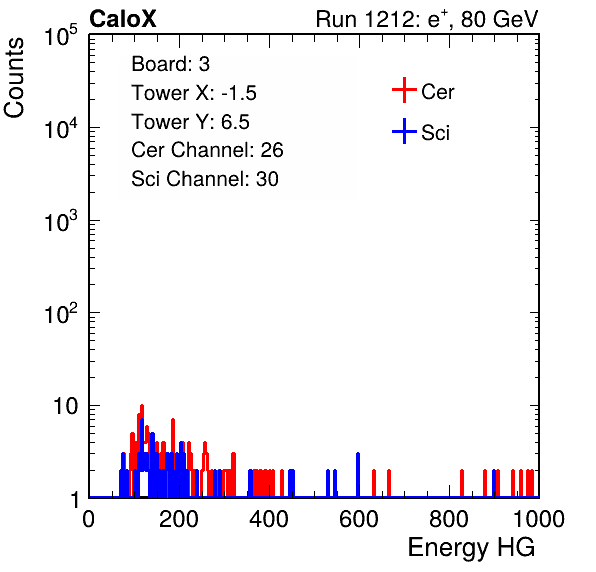 CaloX Run 1212: e⁺, 80 GeV
Counts
10⁵
10⁴
10³
10²
10
1
Board: 3
Tower X: -1.5
Tower Y: 6.5
Cer Channel: 26
Sci Channel: 30
Cer
Sci
0 200 400 600 800 1000
Energy HG